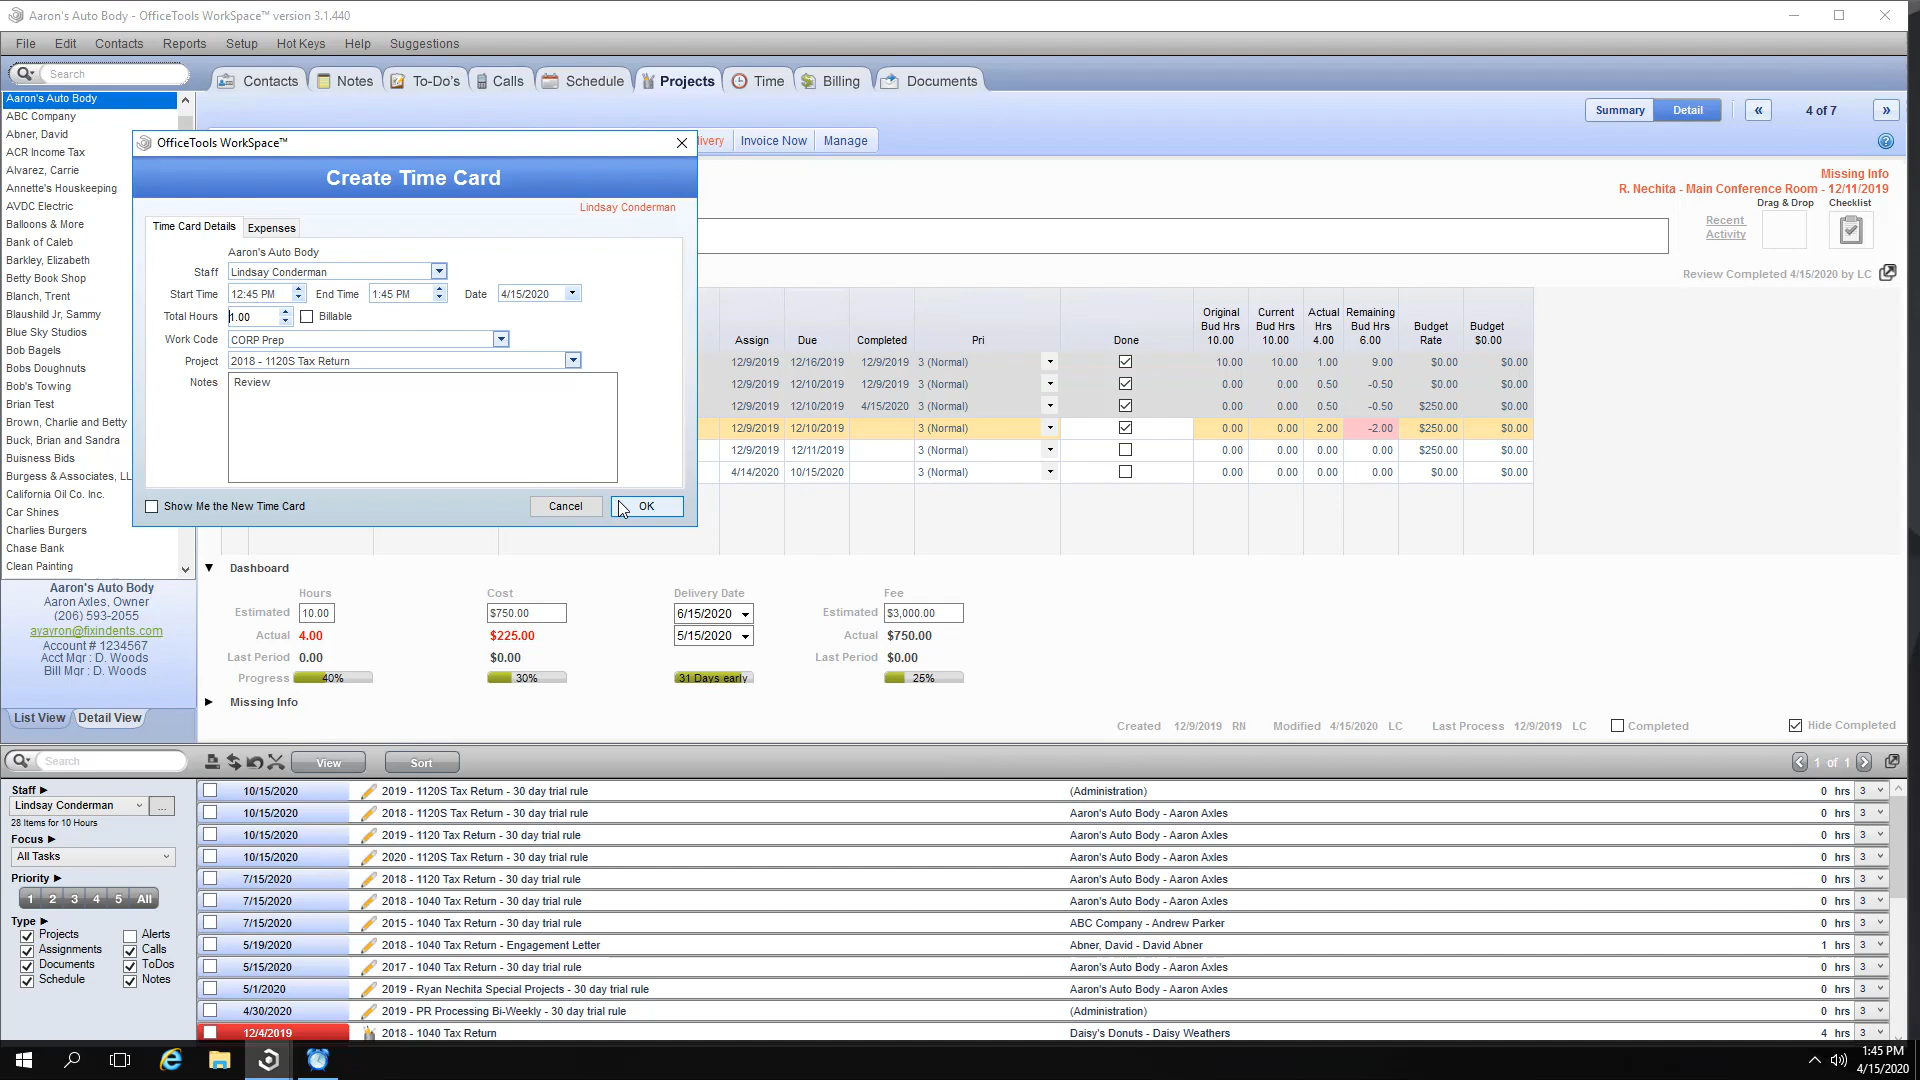 Aaron's Auto Body - OfficeTools WorkSpace™ version 3.1.440
File Edit Contacts Reports Setup Hot Keys Help Suggestions
Search Contacts Notes To-Do's Calls Schedule Projects Time Billing Documents
Summary Detail « 4 of 7 »
Invoice Now Manage
Missing Info
R. Nechita - Main Conference Room - 12/11/2019
Drag & Drop Checklist
Recent Activity
Review Completed 4/15/2020 by LC
Aaron's Auto Body
ABC Company
Abner, David
ACR Income Tax
Alvarez, Carrie
Annette's Houskeeping
AVDC Electric
Balloons & More
Bank of Caleb
Barkley, Elizabeth
Betty Book Shop
Blanch, Trent
Blaushild Jr, Sammy
Blue Sky Studios
Bob Bagels
Bobs Doughnuts
Bob's Towing
Brian Test
Brown, Charlie and Betty
Buck, Brian and Sandra
Buisness Bids
Burgess & Associates, LL
California Oil Co. Inc.
Car Shines
Charlies Burgers
Chase Bank
Clean Painting
OfficeTools WorkSpace™
Create Time Card
Lindsay Conderman
Time Card Details Expenses
Aaron's Auto Body
Staff Lindsay Conderman
Start Time 12:45 PM End Time 1:45 PM Date 4/15/2020
Total Hours 1.00 Billable
Work Code CORP Prep
Project 2018 - 1120S Tax Return
Notes Review
Show Me the New Time Card Cancel OK
Assign Due Completed Pri Done Original Bud Hrs 10.00 Current Bud Hrs 10.00 Actual Hrs 4.00 Remaining Bud Hrs 6.00 Budget Rate Budget $0.00
12/9/2019 12/16/2019 12/9/2019 3 (Normal) 10.00 10.00 1.00 9.00 $0.00 $0.00
12/9/2019 12/10/2019 12/9/2019 3 (Normal) 0.00 0.00 0.50 -0.50 $0.00 $0.00
12/9/2019 12/10/2019 4/15/2020 3 (Normal) 0.00 0.00 0.50 -0.50 $250.00 $0.00
12/9/2019 12/10/2019 3 (Normal) 0.00 0.00 2.00 -2.00 $250.00 $0.00
12/9/2019 12/11/2019 3 (Normal) 0.00 0.00 0.00 0.00 $250.00 $0.00
4/14/2020 10/15/2020 3 (Normal) 0.00 0.00 0.00 0.00 $0.00 $0.00
Dashboard
Hours Cost Delivery Date Fee
Estimated 10.00 $750.00 6/15/2020 Estimated $3,000.00
Actual 4.00 $225.00 5/15/2020 Actual $750.00
Last Period 0.00 $0.00 Last Period $0.00
Progress 40% 30% 31 Days early 25%
Missing Info
Created 12/9/2019 RN Modified 4/15/2020 LC Last Process 12/9/2019 LC Completed Hide Completed
Aaron's Auto Body
Aaron Axles, Owner
(206) 593-2055
ayayron@fixindents.com
Account # 1234567
Acct Mgr : D. Woods
Bill Mgr : D. Woods
List View Detail View
Search View Sort 1 of 1
Staff
Lindsay Conderman ...
28 Items for 10 Hours
Focus
All Tasks
Priority
1 2 3 4 5 All
Type
Projects Alerts
Assignments Calls
Documents ToDos
Schedule Notes
10/15/2020 2019 - 1120S Tax Return - 30 day trial rule (Administration) 0 hrs 3
10/15/2020 2018 - 1120S Tax Return - 30 day trial rule Aaron's Auto Body - Aaron Axles 0 hrs 3
10/15/2020 2019 - 1120 Tax Return - 30 day trial rule Aaron's Auto Body - Aaron Axles 0 hrs 3
10/15/2020 2020 - 1120S Tax Return - 30 day trial rule Aaron's Auto Body - Aaron Axles 0 hrs 3
7/15/2020 2018 - 1120 Tax Return - 30 day trial rule Aaron's Auto Body - Aaron Axles 0 hrs 3
7/15/2020 2018 - 1040 Tax Return - 30 day trial rule Aaron's Auto Body - Aaron Axles 0 hrs 3
7/15/2020 2015 - 1040 Tax Return - 30 day trial rule ABC Company - Andrew Parker 0 hrs 3
5/19/2020 2018 - 1040 Tax Return - Engagement Letter Abner, David - David Abner 1 hrs 3
5/15/2020 2017 - 1040 Tax Return - 30 day trial rule Aaron's Auto Body - Aaron Axles 0 hrs 3
5/1/2020 2019 - Ryan Nechita Special Projects - 30 day trial rule Aaron's Auto Body - Aaron Axles 0 hrs 3
4/30/2020 2019 - PR Processing Bi-Weekly - 30 day trial rule (Administration) 0 hrs 3
12/4/2019 2018 - 1040 Tax Return Daisy's Donuts - Daisy Weathers 4 hrs 3
1:45 PM
4/15/2020